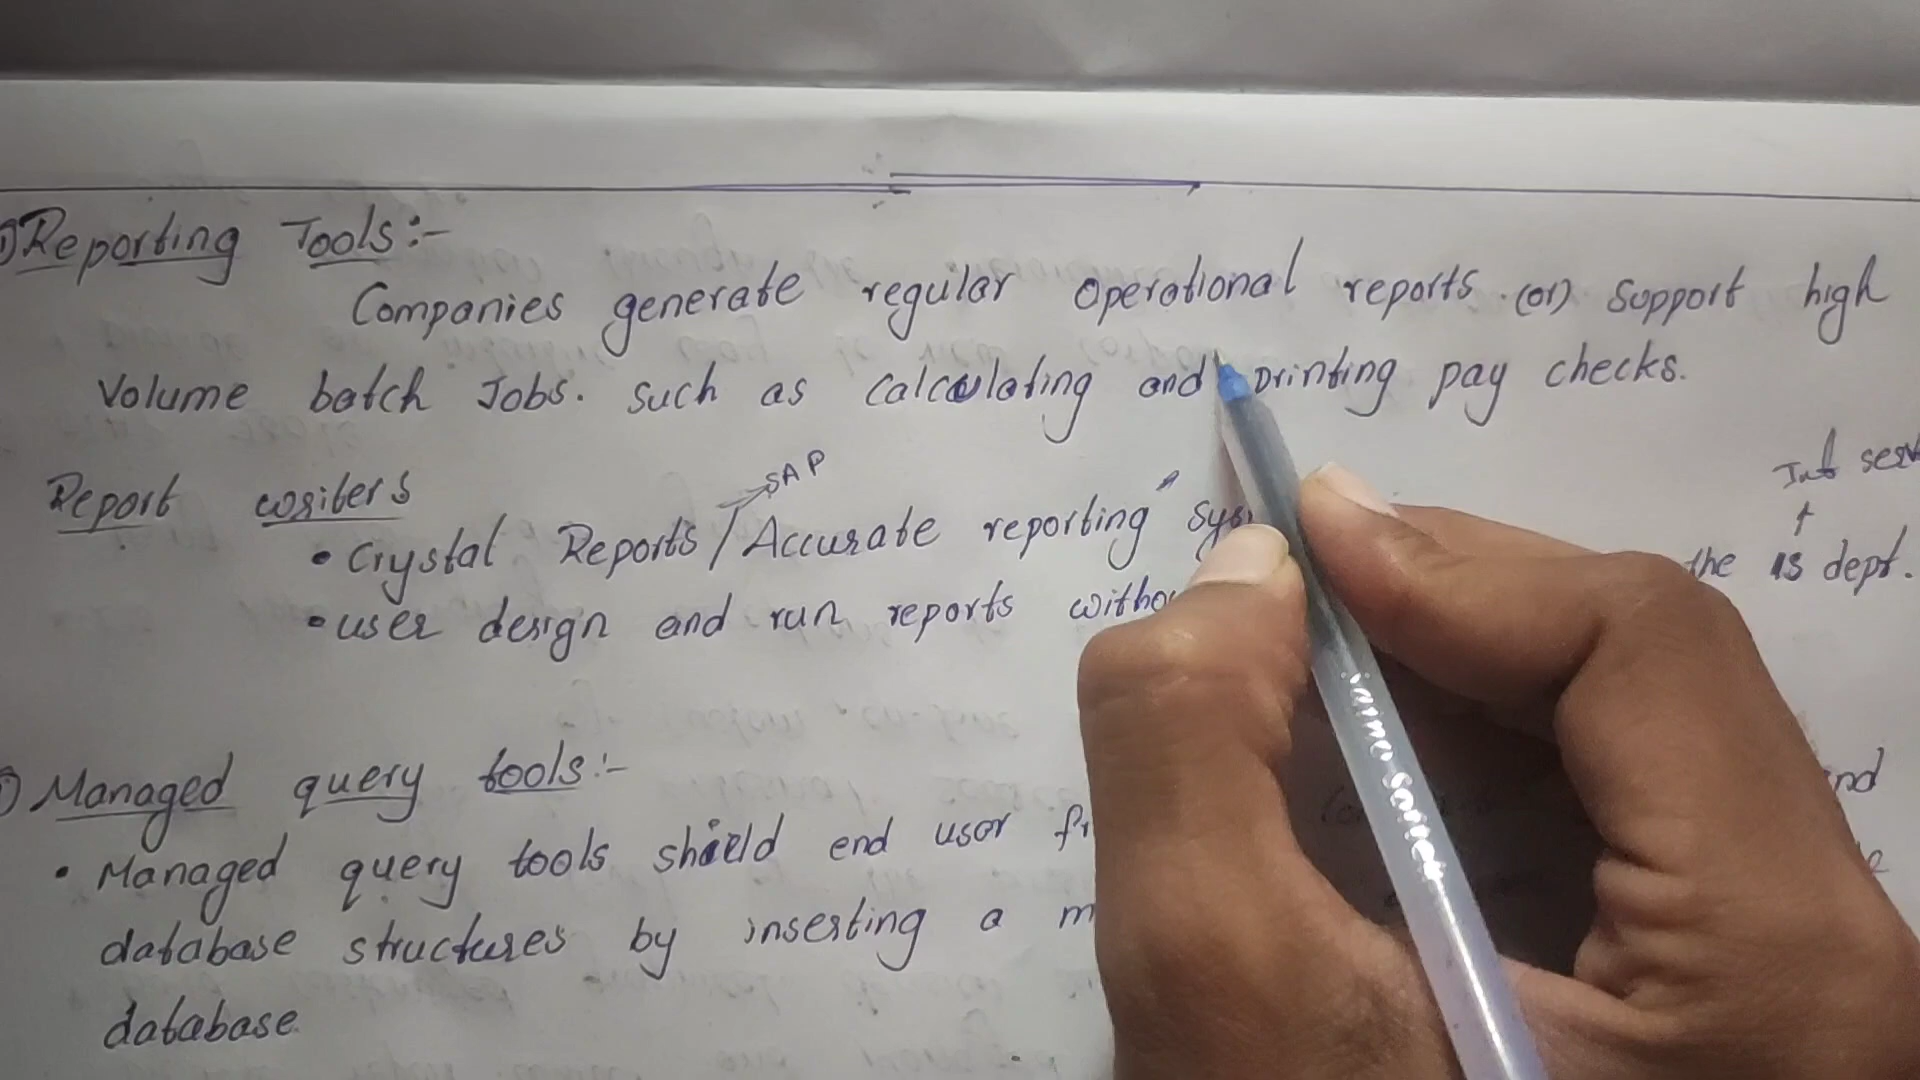 Reporting Tools:-
Companies generate regular operational reports (or) support high
Volume batch Jobs. such as calculating and printing pay checks.
SAP
Int serv
Report writers
• Crystal Reports / Accurate reporting sys
the IS dept.
• user design and run reports
Managed query tools:-
• Managed query tools shield end user
database structures by inserting a
database.